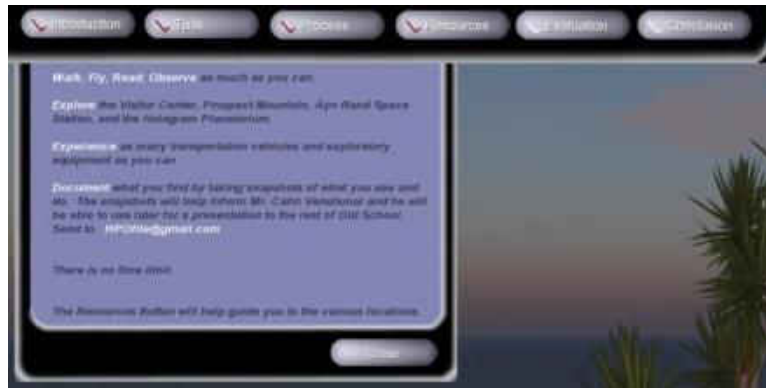 Introduction Task Process Resources Evaluation Conclusion
Walk, Fly, Read, Observe as much as you can.
Explore the Visitor Center, Prospect Mountain, Ayn Rand Space
Station, and the Hologram Planetarium.
Experience as many transportation vehicles and exploratory
equipment as you can
Document what you find by taking snapshots of what you see and
do. The snapshots will help inform Mr. and he will
be able to use later for a presentation to the rest of School.
Send to
There is no time limit.
The Resources Button will help guide you to the various locations.